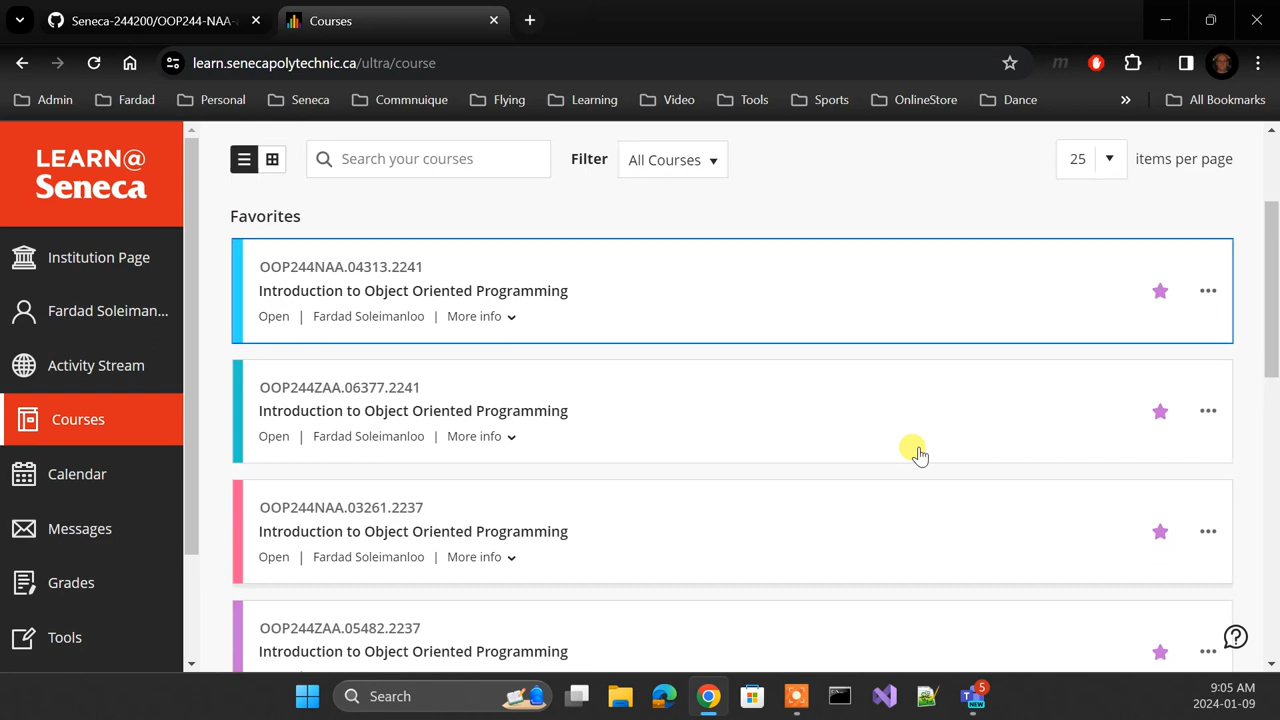 Seneca-244200/OOP244-NAA-
Courses
learn.senecapolytechnic.ca/ultra/course
Admin
Fardad
Personal
Seneca
Commnuique
Flying
Learning
Video
Tools
Sports
OnlineStore
Dance
All Bookmarks
LEARN@
Seneca
Institution Page
Fardad Soleiman...
Activity Stream
Courses
Calendar
Messages
Grades
Tools
Search your courses
Filter
All Courses
25
items per page
Favorites
OOP244NAA.04313.2241
Introduction to Object Oriented Programming
Open | Fardad Soleimanloo | More info
OOP244ZAA.06377.2241
Introduction to Object Oriented Programming
Open | Fardad Soleimanloo | More info
OOP244NAA.03261.2237
Introduction to Object Oriented Programming
Open | Fardad Soleimanloo | More info
OOP244ZAA.05482.2237
Introduction to Object Oriented Programming
Search
5
NEW
9:05 AM
2024-01-09